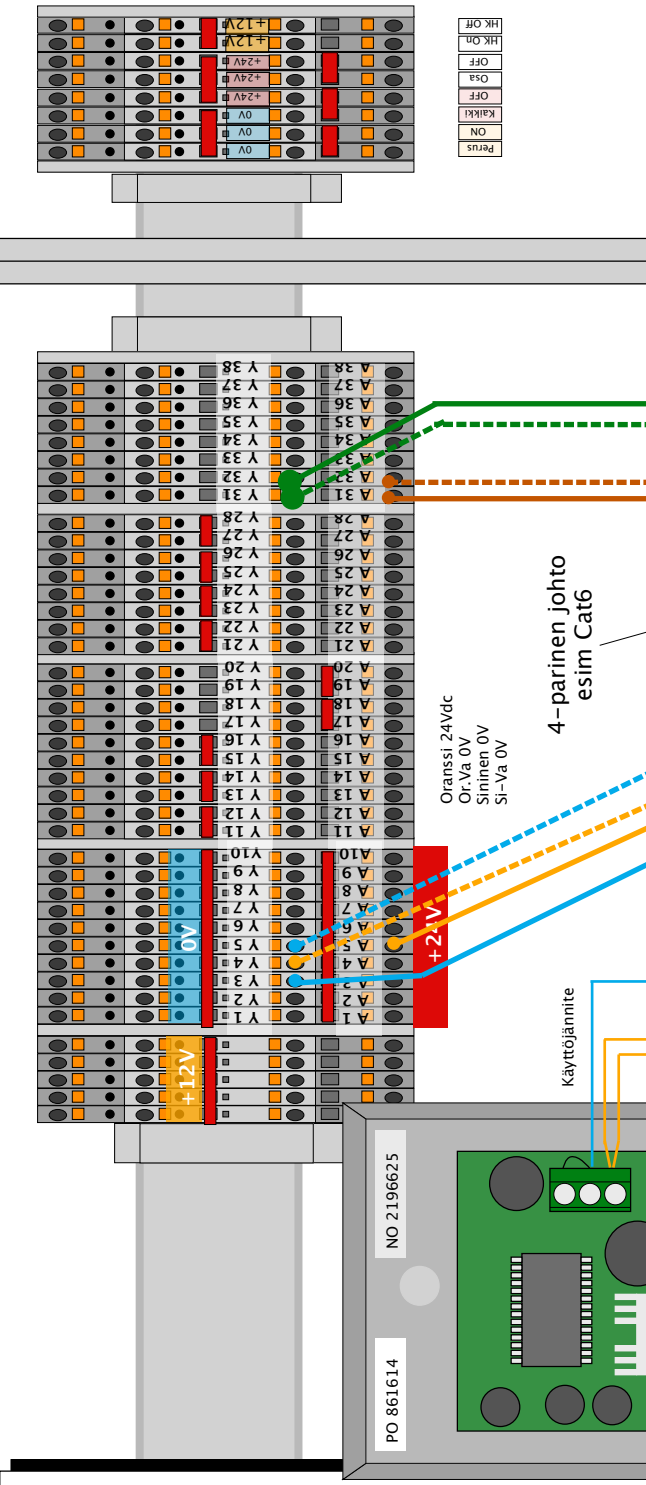 +12V
+12V
+24V
+24V
+24V
0V
0V
0V
HK Off
HK On
OFF
Osa
OFF
Kaikki
ON
Perus
Y 38 A 38
Y 37 A 37
Y 36 A 36
Y 35 A 35
Y 34 A 34
Y 33 A 33
Y 32 A 32
Y 31 A 31
Y 28 A 28
Y 27 A 27
Y 26 A 26
Y 25 A 25
Y 24 A 24
Y 23 A 23
Y 22 A 22
Y 21 A 21
Y 20 A 20
Y 19 A 19
Y 18 A 18
Y 17 A 17
Y 16 A 16
Y 15 A 15
Y 14 A 14
Y 13 A 13
Y 12 A 12
Y 11 A 11
Y10 A10
Y 9 A 9
Y 8 A 8
Y 7 A 7
Y 6 A 6
Y 5 A 5
Y 4 A 4
Y 3 A 3
Y 2 A 2
Y 1 A 1
0V
+24V
+12V
4-parinen johto
esim Cat6
Oranssi 24Vdc
Or.Va 0V
Sininen 0V
Si-Va 0V
Käyttöjännite
NO 2196625
PO 861614